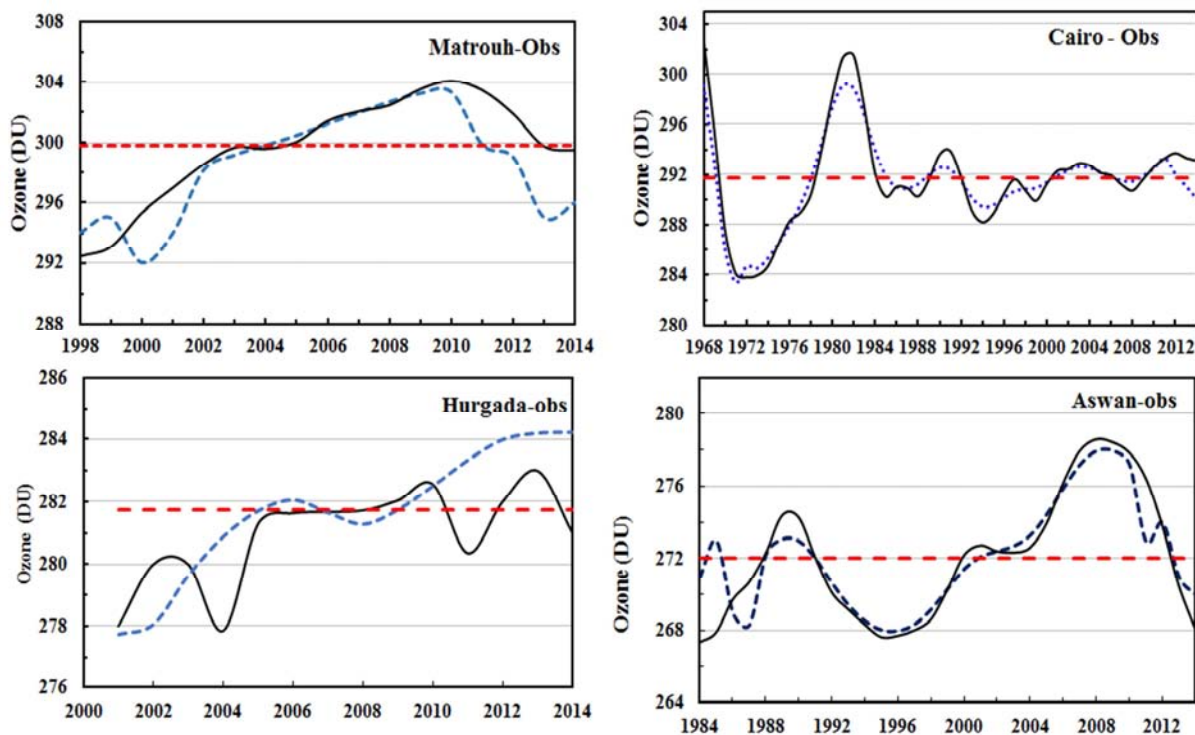 Matrouh-Obs
Ozone (DU)
308
304
300
296
292
288
1998 2000 2002 2004 2006 2008 2010 2012 2014
Cairo - Obs
Ozone (DU)
304
300
296
292
288
284
280
1968 1972 1976 1980 1984 1988 1992 1996 2000 2004 2008 2012
Hurgada-obs
Ozone (DU)
286
284
282
280
278
276
2000 2002 2004 2006 2008 2010 2012 2014
Aswan-obs
Ozone (DU)
280
276
272
268
264
1984 1988 1992 1996 2000 2004 2008 2012